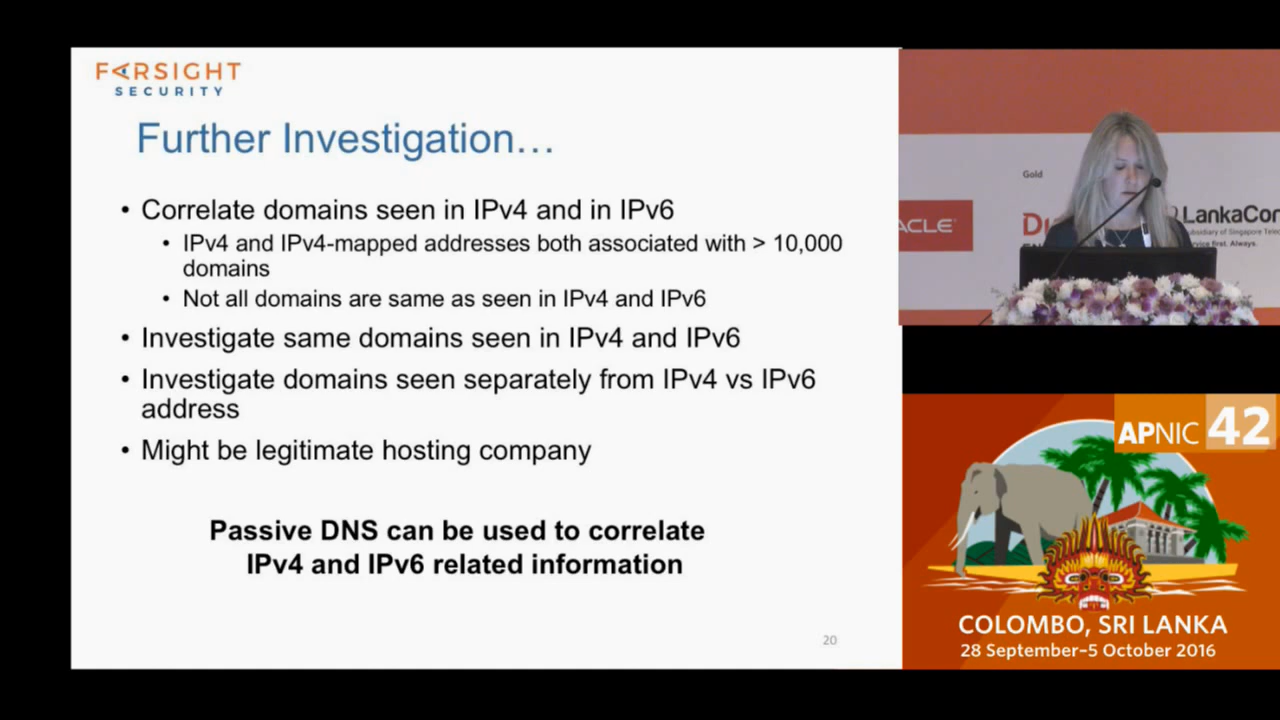 FARSIGHT
SECURITY
Further Investigation…
• Correlate domains seen in IPv4 and in IPv6
• IPv4 and IPv4-mapped addresses both associated with > 10,000
domains
• Not all domains are same as seen in IPv4 and IPv6
• Investigate same domains seen in IPv4 and IPv6
• Investigate domains seen separately from IPv4 vs IPv6
address
• Might be legitimate hosting company
Passive DNS can be used to correlate
IPv4 and IPv6 related information
20
Gold
ACLE
LankaCom
APNIC 42
COLOMBO, SRI LANKA
28 September–5 October 2016